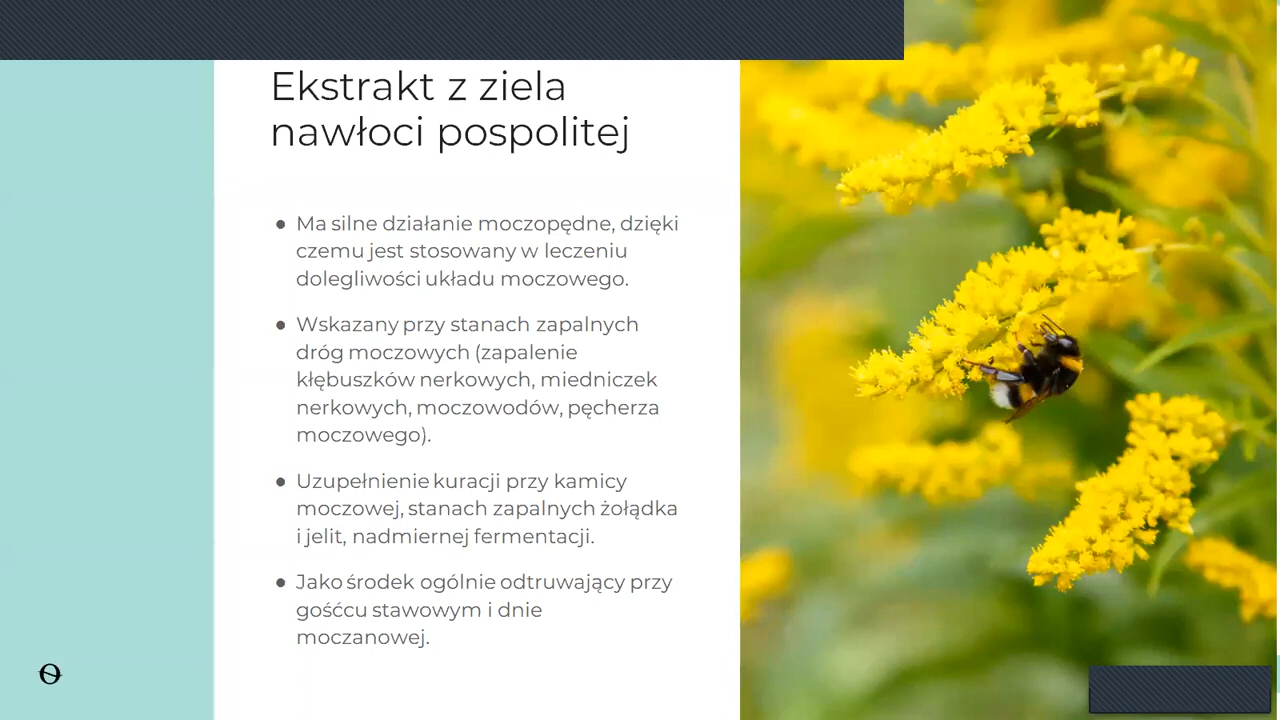 Ekstrakt z ziela
nawłoci pospolitej
● Ma silne działanie moczopędne, dzięki
czemu jest stosowany w leczeniu
dolegliwości układu moczowego.
● Wskazany przy stanach zapalnych
dróg moczowych (zapalenie
kłębuszków nerkowych, miedniczek
nerkowych, moczowodów, pęcherza
moczowego).
● Uzupełnienie kuracji przy kamicy
moczowej, stanach zapalnych żołądka
i jelit, nadmiernej fermentacji.
● Jako środek ogólnie odtruwający przy
gośćcu stawowym i dnie
moczanowej.